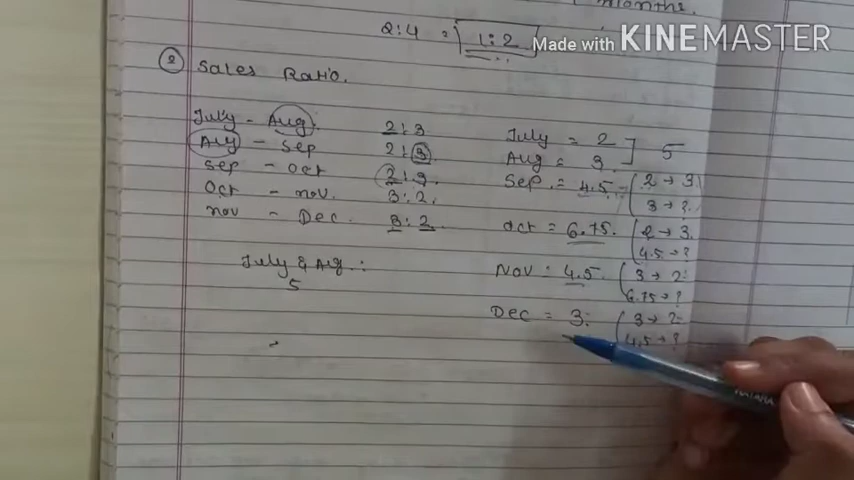 months.
2:4 = 1:2
Made with KINEMASTER
② Sales Ratio.
July - Aug. 2:3
Aug - Sep 2:3
Sep - Oct 2:3
Oct - nov. 3:2.
nov - Dec. 3:2.
July & Aug. :
5
July = 2 ] 5
Aug = 3.
Sep. = 4.5 - ( 2 → 3
3 → ?
Oct = 6.75. ( 2 → 3
4.5 → ?
Nov = 4.5. ( 3 → 2
6.75 → ?
Dec = 3. ( 3 → 2
4.5 → ?